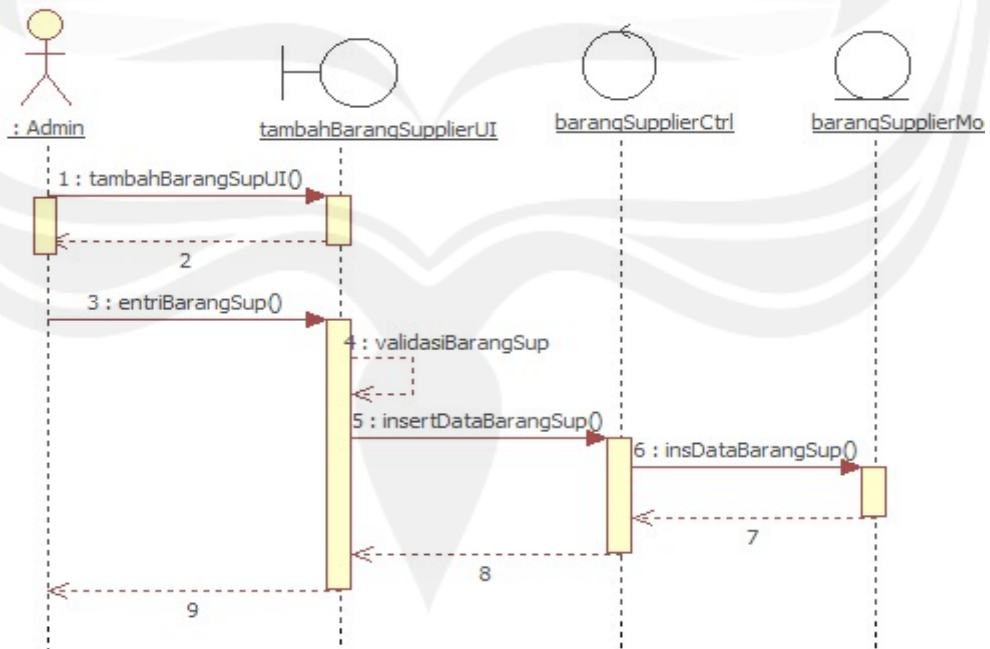 : Admin
tambahBarangSupplierUI
barangSupplierCtrl
barangSupplierMo
1 : tambahBarangSupUI()
2
3 : entriBarangSup()
4 : validasiBarangSup
5 : insertDataBarangSup()
6 : insDataBarangSup()
7
8
9